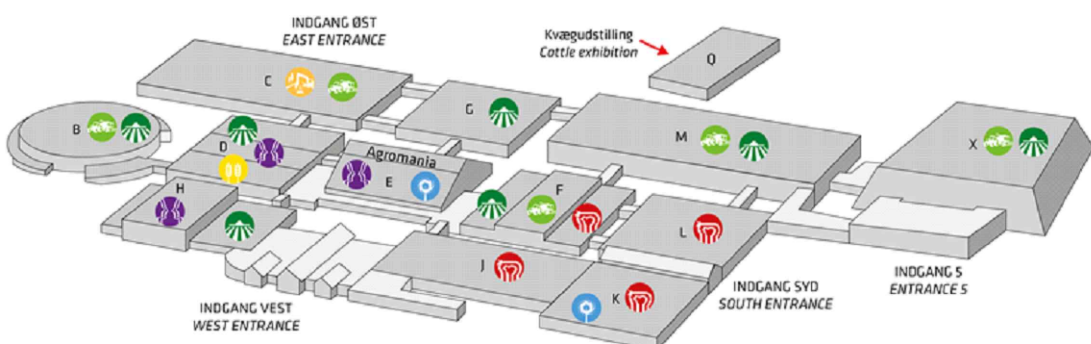 INDGANG ØST
EAST ENTRANCE
Kvægudstilling
Cattle exhibition
Q
C
G
B
D
M
X
Agromania
E
H
F
L
J
K
INDGANG VEST
WEST ENTRANCE
INDGANG SYD
SOUTH ENTRANCE
INDGANG 5
ENTRANCE 5